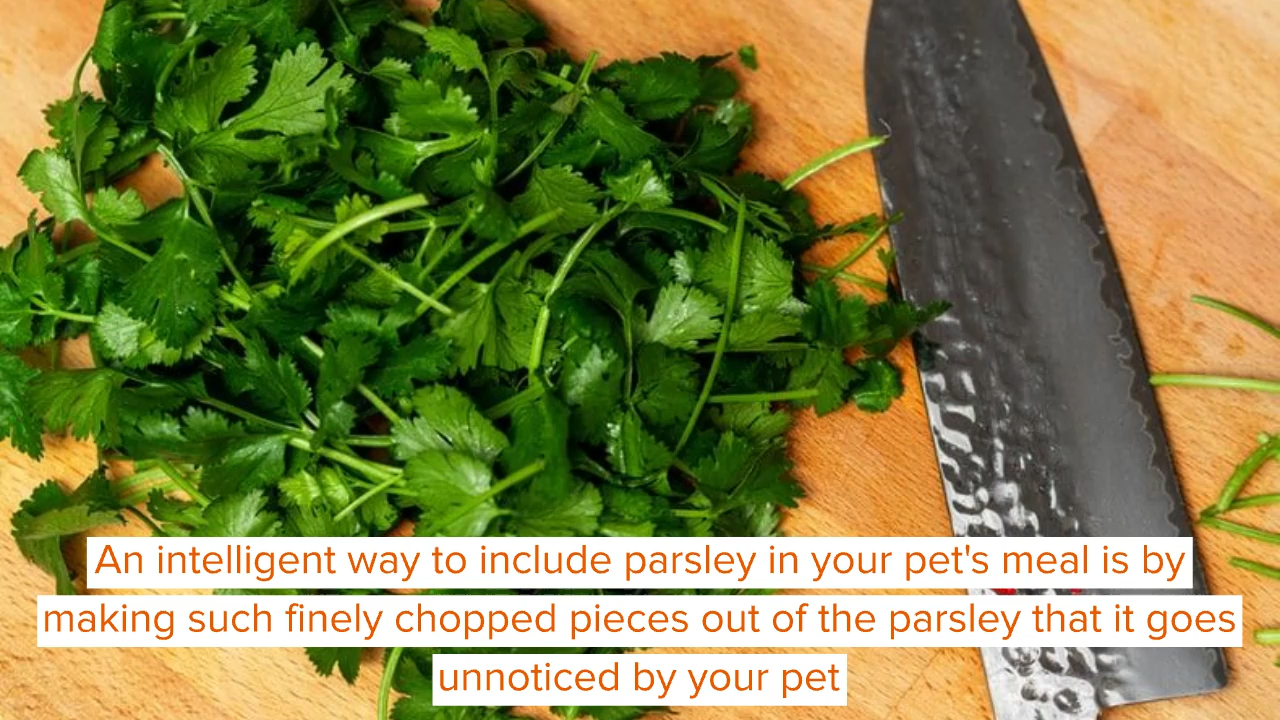 An intelligent way to include parsley in your pet's meal is by
making such finely chopped pieces out of the parsley that it goes
unnoticed by your pet